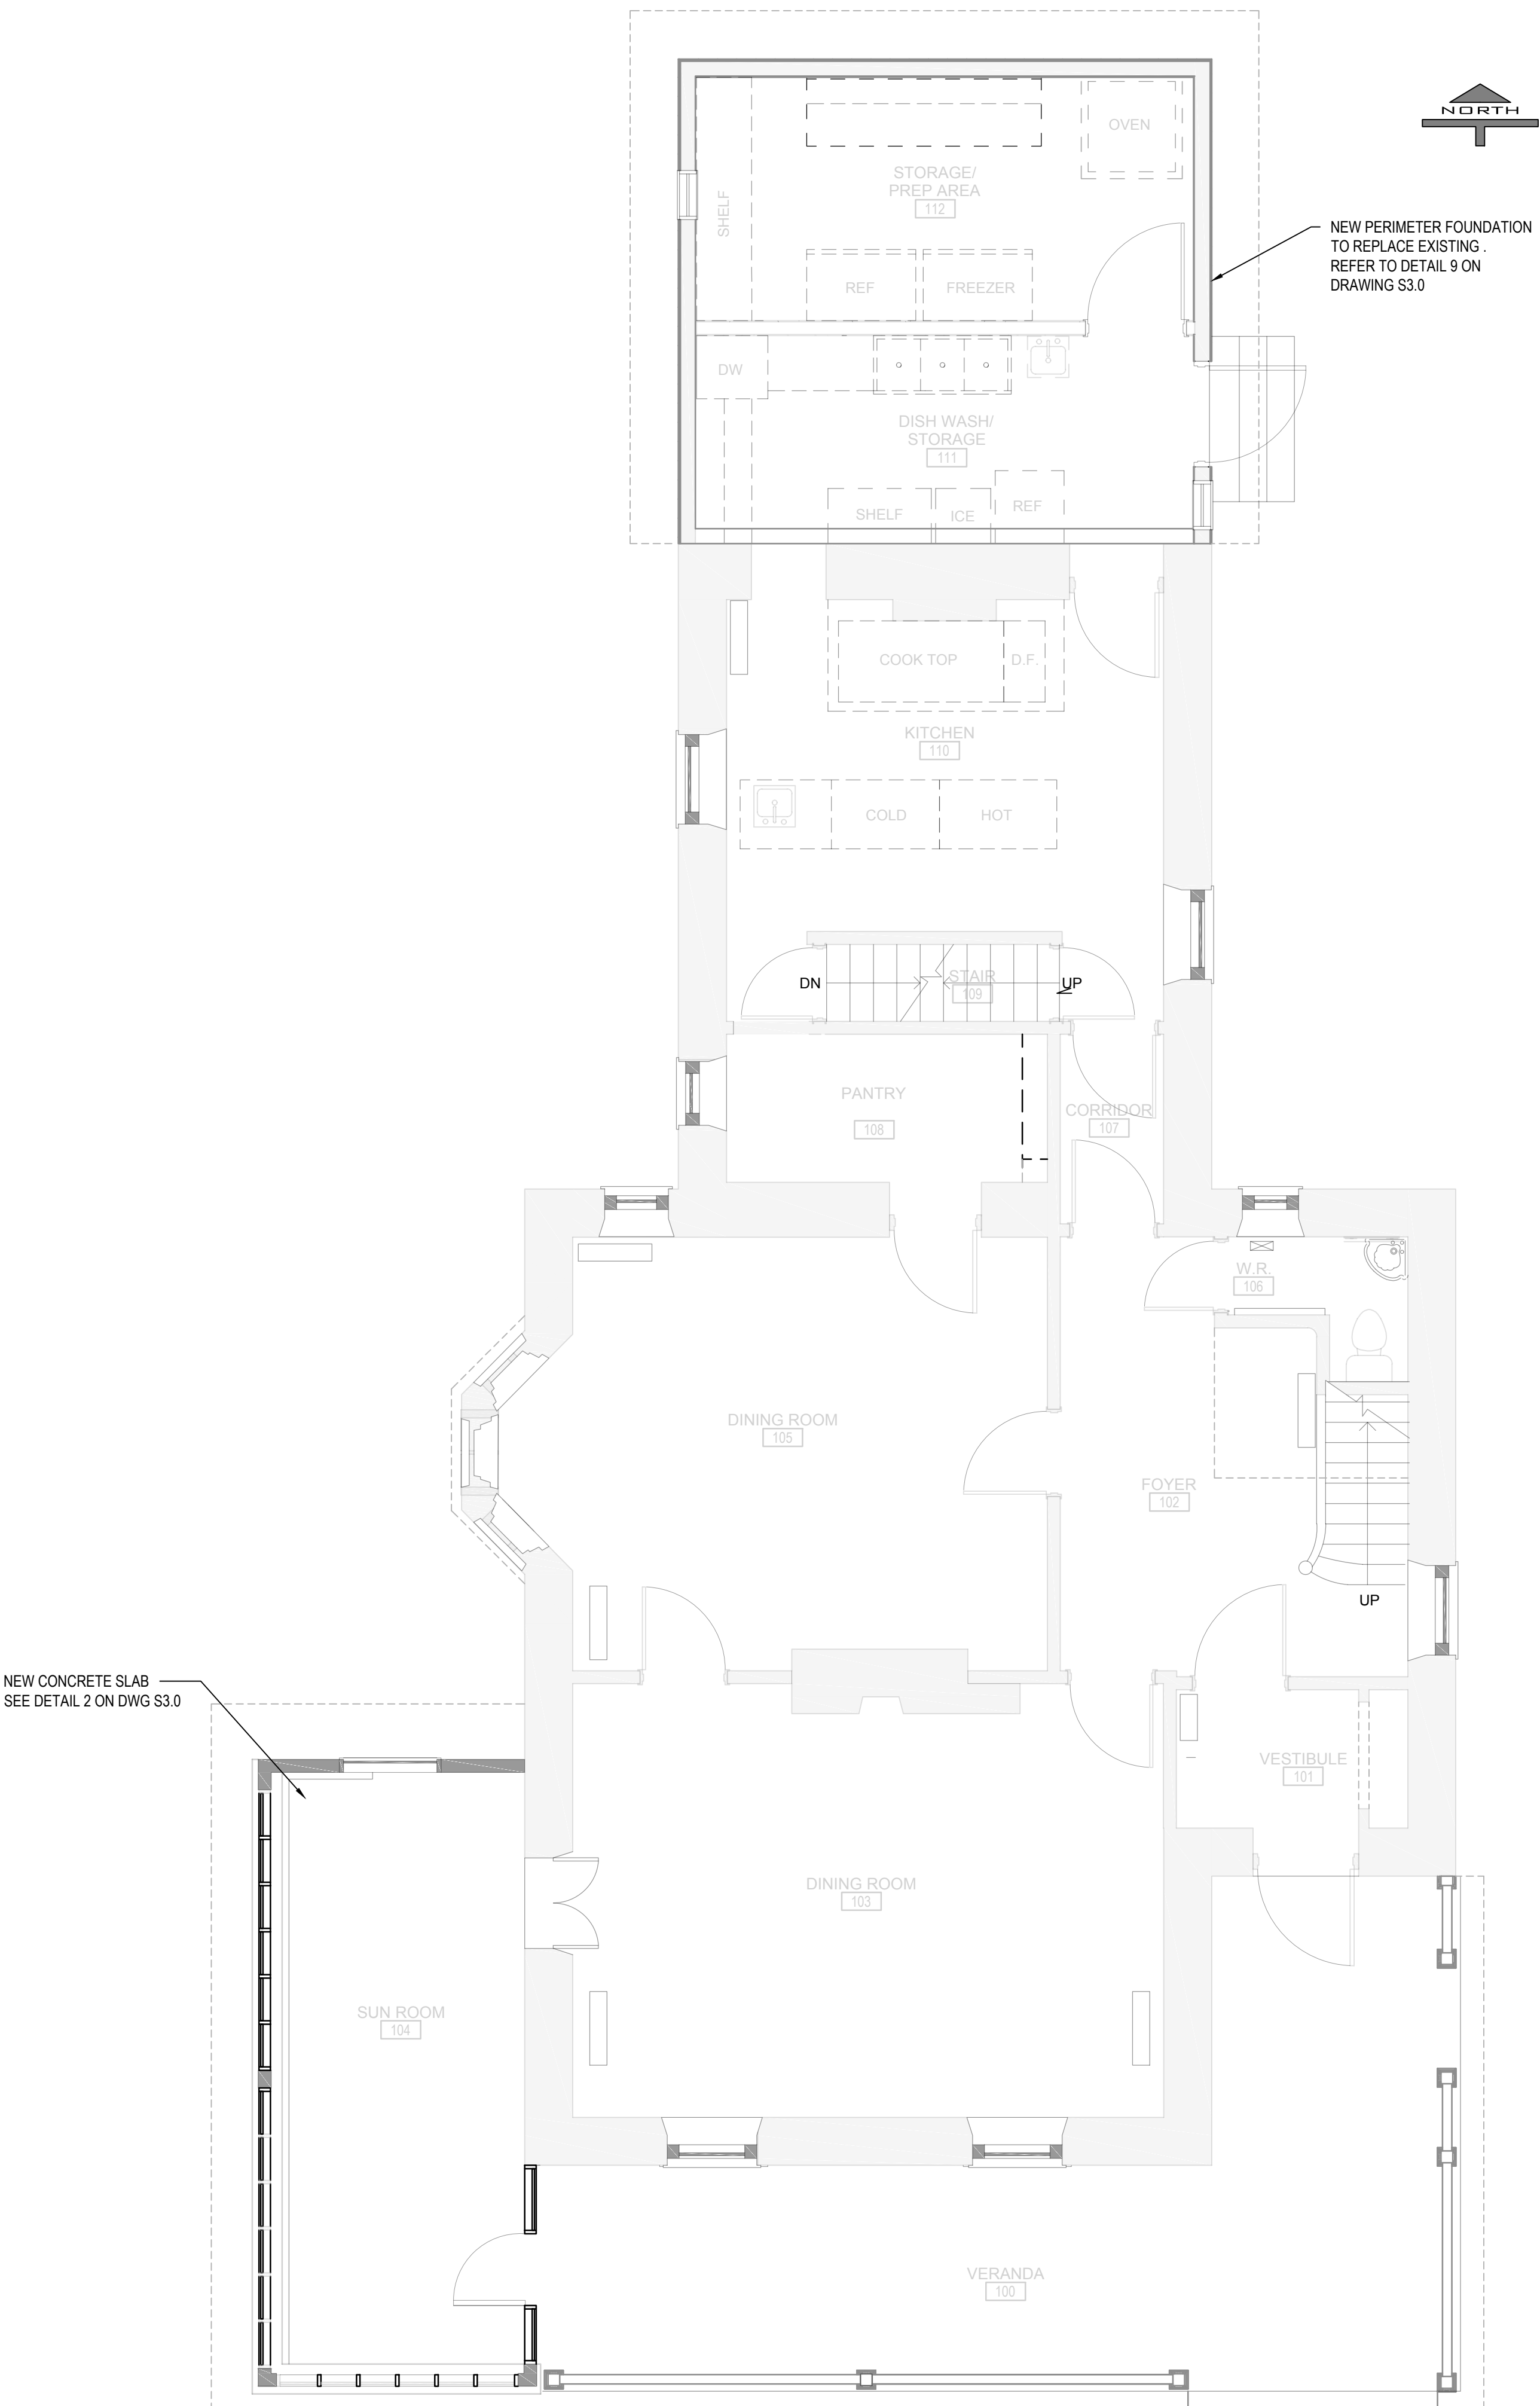 NORTH
OVEN
STORAGE/
PREP AREA
112
SHELF
NEW PERIMETER FOUNDATION
TO REPLACE EXISTING .
REFER TO DETAIL 9 ON
DRAWING S3.0
REF
FREEZER
DW
DISH WASH/
STORAGE
111
SHELF
ICE
REF
COOK TOP
D.F.
KITCHEN
110
COLD
HOT
DN
STAIR
109
UP
PANTRY
108
CORRIDOR
107
W.R.
106
DINING ROOM
105
FOYER
102
UP
NEW CONCRETE SLAB
SEE DETAIL 2 ON DWG S3.0
VESTIBULE
101
DINING ROOM
103
SUN ROOM
104
VERANDA
100